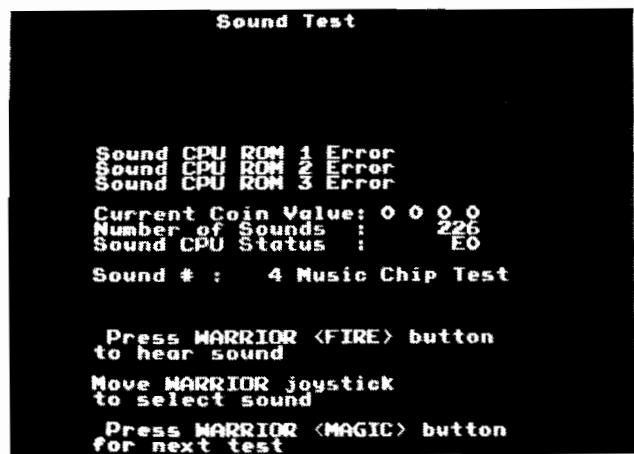 Sound Test
Sound CPU ROM 1 Error
Sound CPU ROM 2 Error
Sound CPU ROM 3 Error
Current Coin Value: 0 0 0 0
Number of Sounds : 226
Sound CPU Status : E0
Sound # : 4 Music Chip Test
Press WARRIOR <FIRE> button
to hear sound
Move WARRIOR joystick
to select sound
Press WARRIOR <MAGIC> button
for next test